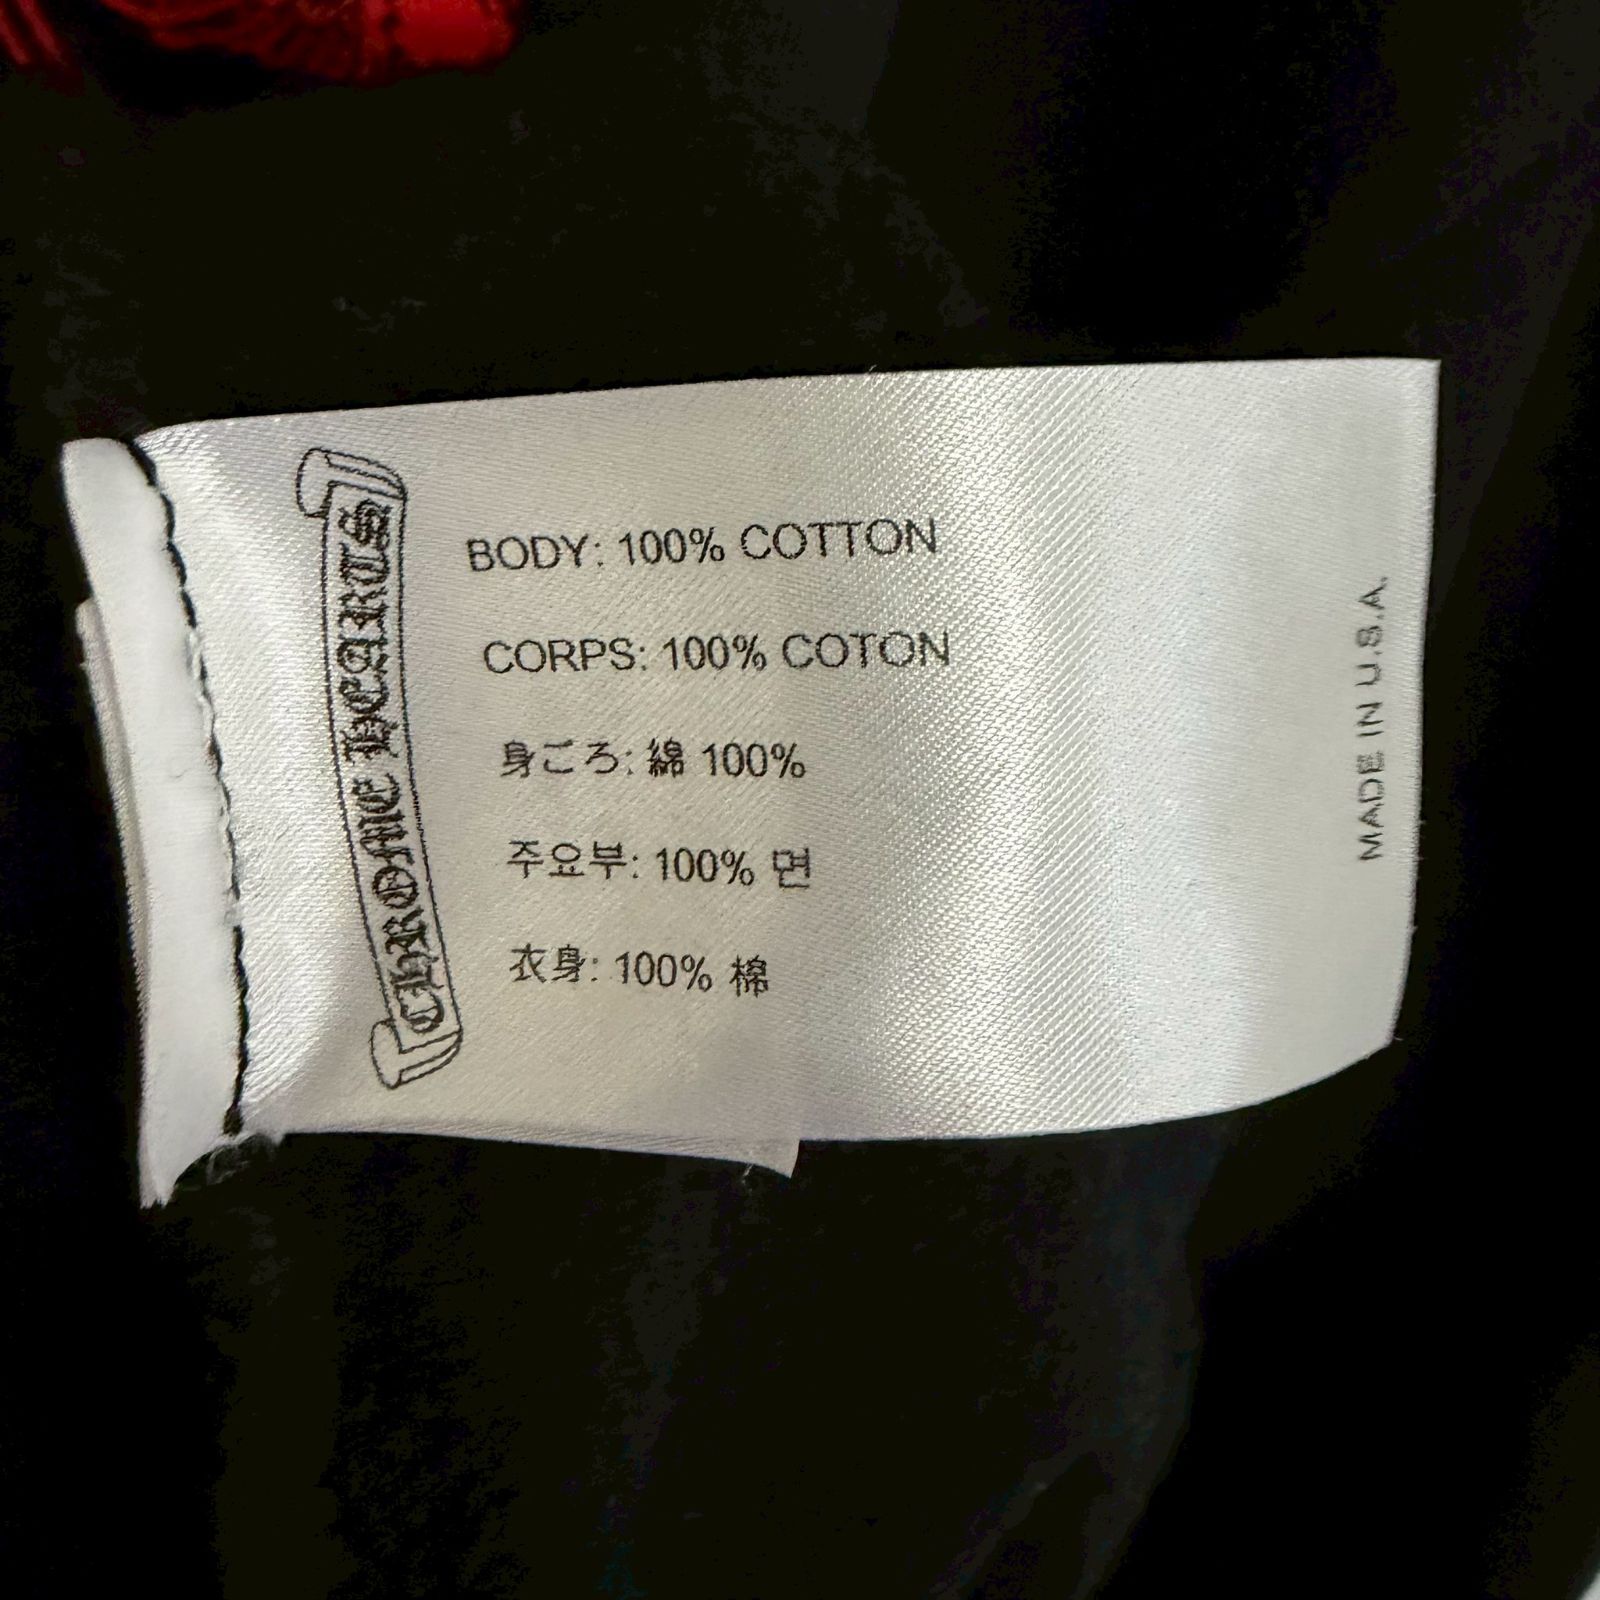 CHROME HEARTS
BODY: 100% COTTON
CORPS: 100% COTON
身ごろ: 綿 100%
주요부: 100% 면
衣身: 100% 棉
MADE IN U.S.A.